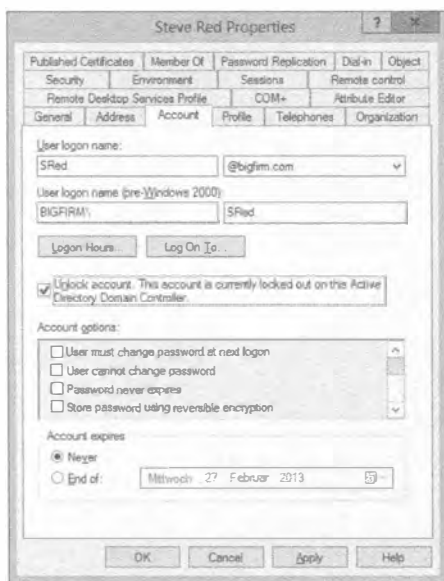 Steve Red Properties ?
Published Certificates Member Of Password Replication Dial-in Object
Security Environment Sessions Remote control
Remote Desktop Services Profile COM+ Attribute Editor
General Address Account Profile Telephones Organization
User logon name:
SRed @bigfirm.com
User logon name (pre-Windows 2000):
BIGFIRM\ SRed
Logon Hours... Log On To...
Unlock account. This account is currently locked out on this Active
Directory Domain Controller.
Account options:
User must change password at next logon
User cannot change password
Password never expires
Store password using reversible encryption
Account expires
Never
End of: Mittwoch 27 Februar 2013
OK Cancel Apply Help